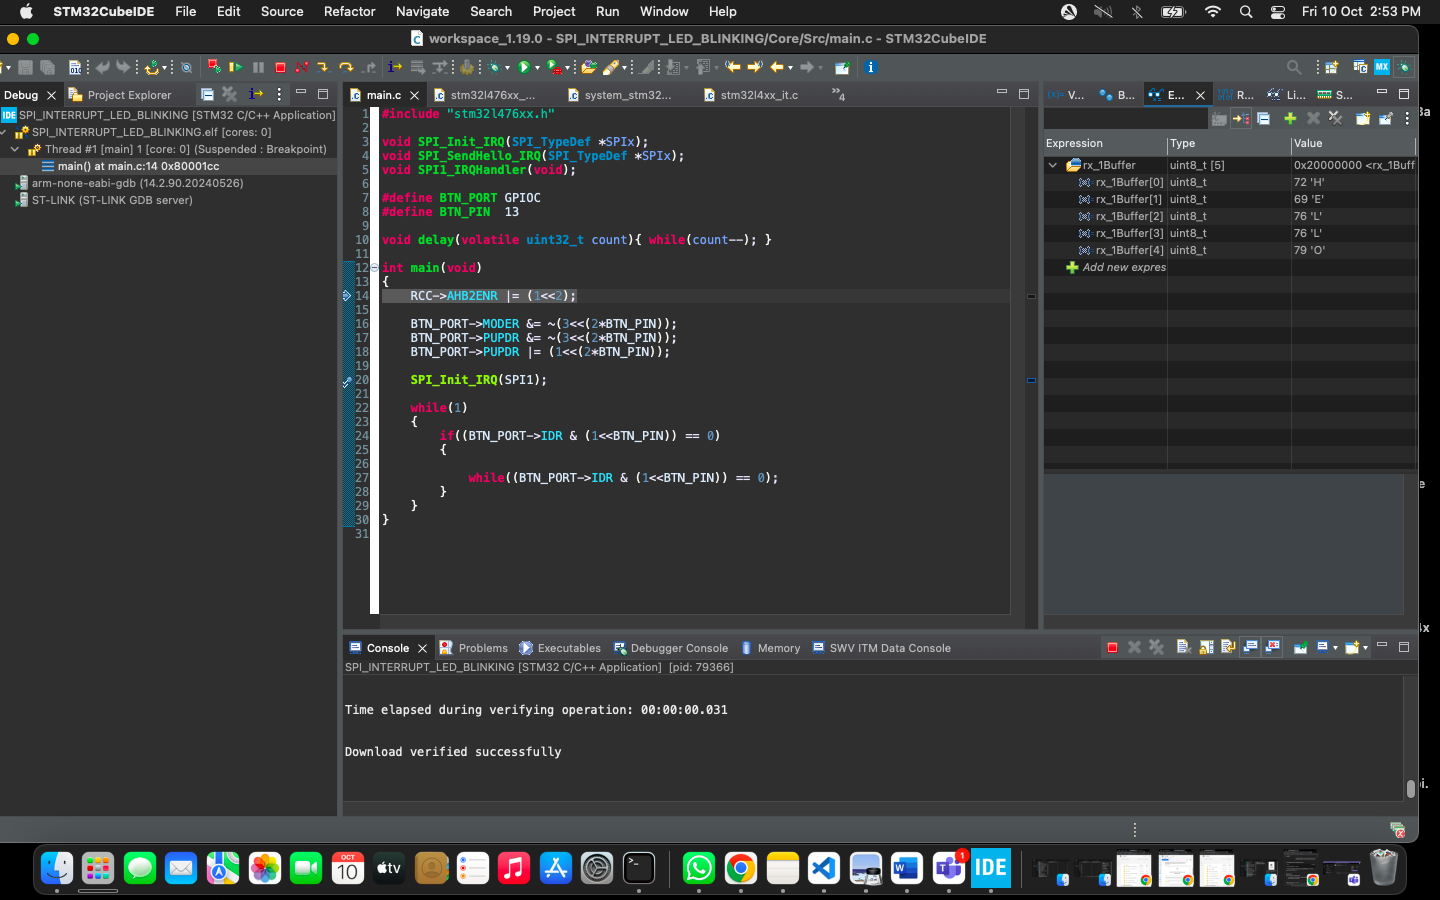 STM32CubeIDE File Edit Source Refactor Navigate Search Project Run Window Help Fri 10 Oct 2:53 PM
workspace_1.19.0 - SPI_INTERRUPT_LED_BLINKING/Core/Src/main.c - STM32CubeIDE
Debug Project Explorer
IDE SPI_INTERRUPT_LED_BLINKING [STM32 C/C++ Application]
SPI_INTERRUPT_LED_BLINKING.elf [cores: 0]
Thread #1 [main] 1 [core: 0] (Suspended : Breakpoint)
main() at main.c:14 0x80001cc
arm-none-eabi-gdb (14.2.90.20240526)
ST-LINK (ST-LINK GDB server)
main.c stm32l476xx_... system_stm32... stm32l4xx_it.c 4
1 #include "stm32l476xx.h"
2
3 void SPI_Init_IRQ(SPI_TypeDef *SPIx);
4 void SPI_SendHello_IRQ(SPI_TypeDef *SPIx);
5 void SPI1_IRQHandler(void);
6
7 #define BTN_PORT GPIOC
8 #define BTN_PIN 13
9
10 void delay(volatile uint32_t count){ while(count--); }
11
12 int main(void)
13 {
14 RCC->AHB2ENR |= (1<<2);
15
16 BTN_PORT->MODER &= ~(3<<(2*BTN_PIN));
17 BTN_PORT->PUPDR &= ~(3<<(2*BTN_PIN));
18 BTN_PORT->PUPDR |= (1<<(2*BTN_PIN));
19
20 SPI_Init_IRQ(SPI1);
21
22 while(1)
23 {
24 if((BTN_PORT->IDR & (1<<BTN_PIN)) == 0)
25 {
26
27 while((BTN_PORT->IDR & (1<<BTN_PIN)) == 0);
28 }
29 }
30 }
31
V... B... E... R... Li... S...
Expression Type Value
rx_1Buffer uint8_t [5] 0x20000000 <rx_1Buff
rx_1Buffer[0] uint8_t 72 'H'
rx_1Buffer[1] uint8_t 69 'E'
rx_1Buffer[2] uint8_t 76 'L'
rx_1Buffer[3] uint8_t 76 'L'
rx_1Buffer[4] uint8_t 79 'O'
Add new expres
Console Problems Executables Debugger Console Memory SWV ITM Data Console
SPI_INTERRUPT_LED_BLINKING [STM32 C/C++ Application] [pid: 79366]
Time elapsed during verifying operation: 00:00:00.031
Download verified successfully
OCT
10
tv
1
IDE